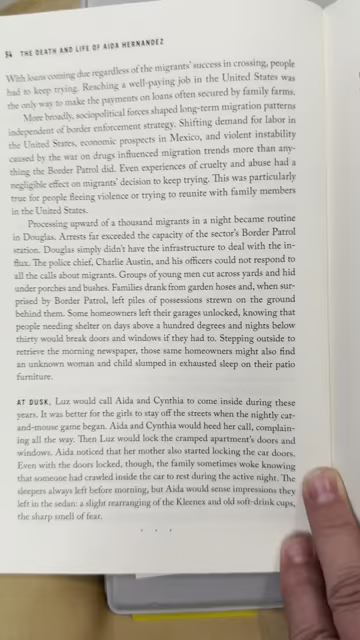 54 THE DEATH AND LIFE OF AIDA HERNANDEZ
With loans coming due regardless of the migrants' success in crossing, people
had to keep trying. Reaching a well-paying job in the United States was
the only way to make the payments on loans often secured by family farms.
More broadly, sociopolitical forces shaped long-term migration patterns
independent of border enforcement strategy. Shifting demand for labor in
the United States, economic prospects in Mexico, and violent instability
caused by the war on drugs influenced migration trends more than any-
thing the Border Patrol did. Even experiences of cruelty and abuse had a
negligible effect on migrants' decision to keep trying. This was particularly
true for people fleeing violence or trying to reunite with family members
in the United States.
Processing upward of a thousand migrants in a night became routine
in Douglas. Arrests far exceeded the capacity of the sector's Border Patrol
station. Douglas simply didn't have the infrastructure to deal with the in-
flux. The police chief, Charlie Austin, and his officers could not respond to
all the calls about migrants. Groups of young men cut across yards and hid
under porches and bushes. Families drank from garden hoses and, when sur-
prised by Border Patrol, left piles of possessions strewn on the ground
behind them. Some homeowners left their garages unlocked, knowing that
people needing shelter on days above a hundred degrees and nights below
thirty would break doors and windows if they had to. Stepping outside to
retrieve the morning newspaper, those same homeowners might also find
an unknown woman and child slumped in exhausted sleep on their patio
furniture.
AT DUSK, Luz would call Aida and Cynthia to come inside during these
years. It was better for the girls to stay off the streets when the nightly cat-
and-mouse game began. Aida and Cynthia would heed her call, complain-
ing all the way. Then Luz would lock the cramped apartment's doors and
windows. Aida noticed that her mother also started locking the car doors.
Even with the doors locked, though, the family sometimes woke knowing
that someone had crawled inside the car to rest during the active night. The
sleepers always left before morning, but Aida would sense impressions they
left in the sedan: a slight rearranging of the Kleenex and old soft-drink cups,
the sharp smell of fear.
. . .